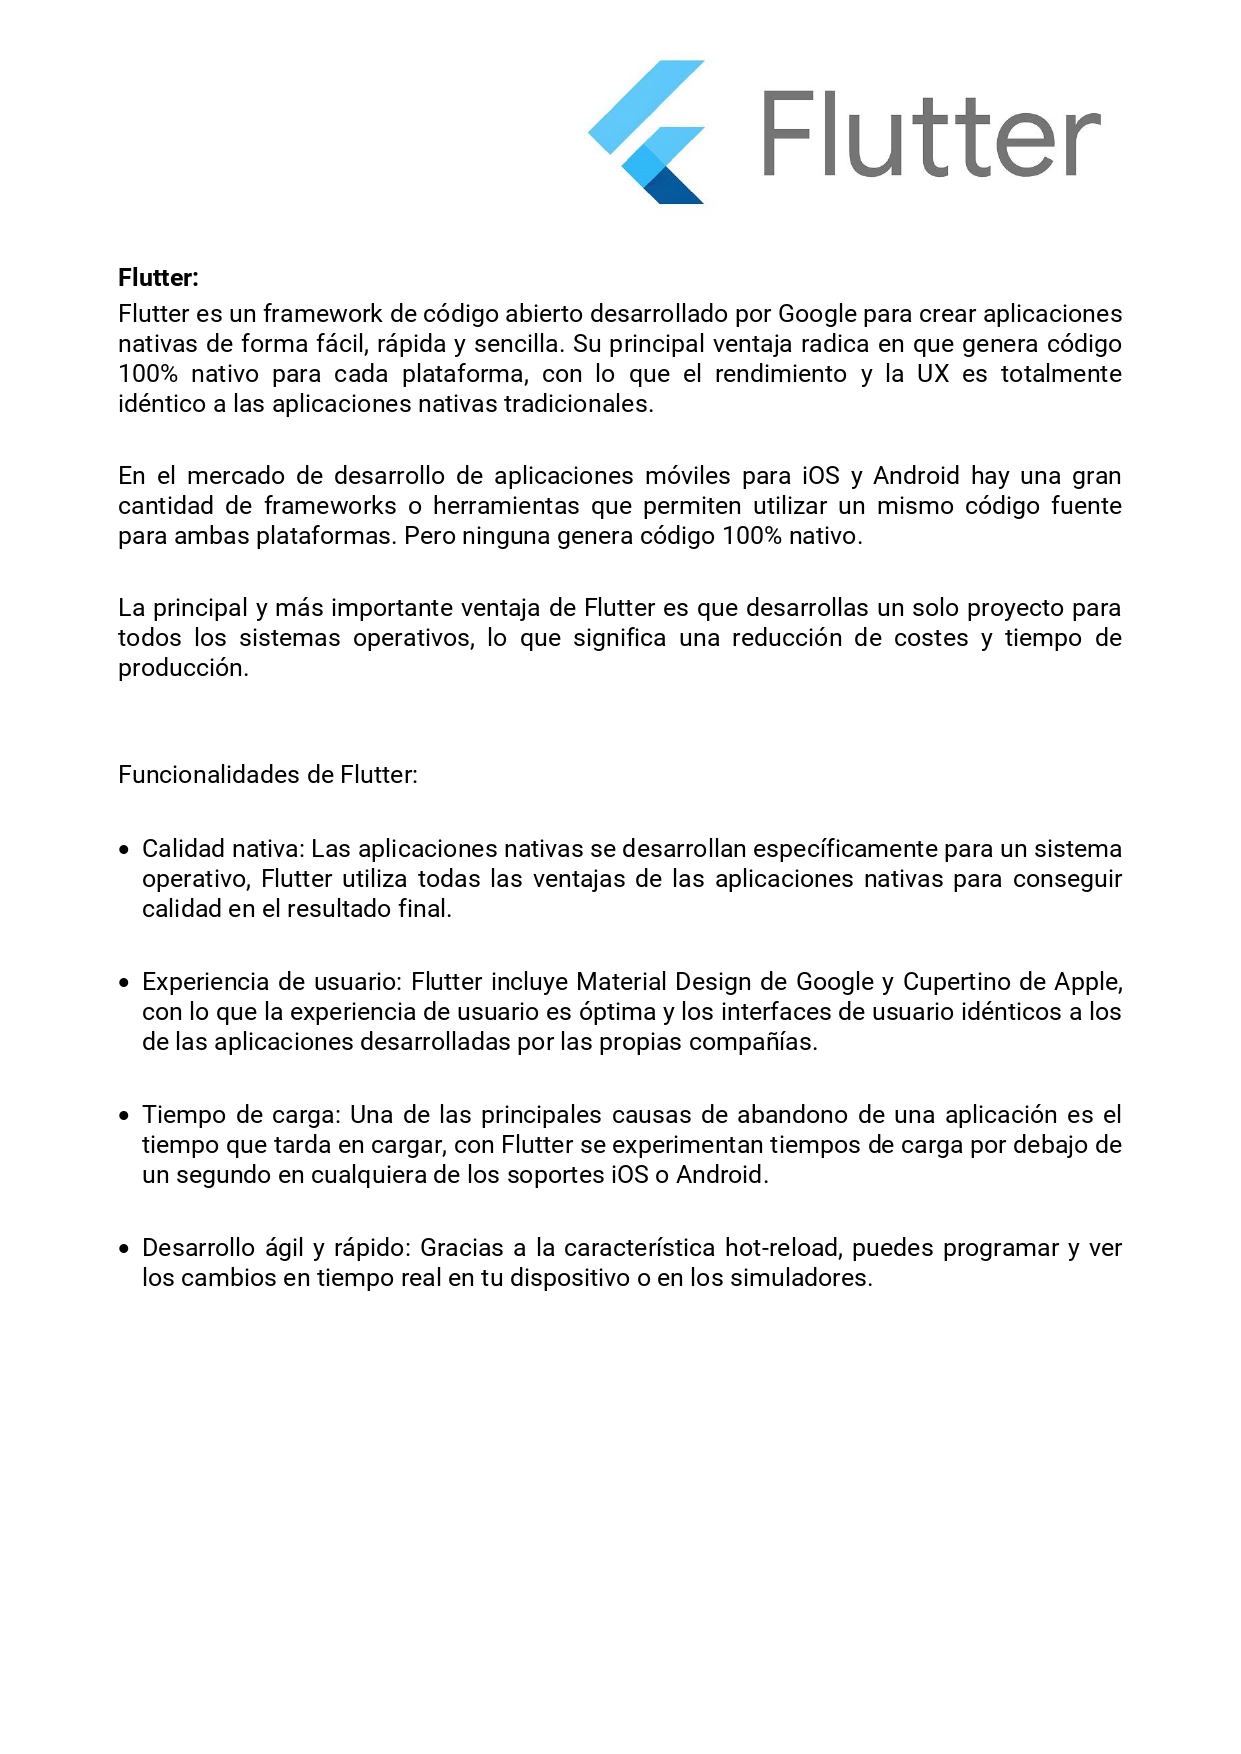 Flutter
Flutter:
Flutter es un framework de código abierto desarrollado por Google para crear aplicaciones
nativas de forma fácil, rápida y sencilla. Su principal ventaja radica en que genera código
100% nativo para cada plataforma, con lo que el rendimiento y la UX es totalmente
idéntico a las aplicaciones nativas tradicionales.
En el mercado de desarrollo de aplicaciones móviles para iOS y Android hay una gran
cantidad de frameworks o herramientas que permiten utilizar un mismo código fuente
para ambas plataformas. Pero ninguna genera código 100% nativo.
La principal y más importante ventaja de Flutter es que desarrollas un solo proyecto para
todos los sistemas operativos, lo que significa una reducción de costes y tiempo de
producción.
Funcionalidades de Flutter:
• Calidad nativa: Las aplicaciones nativas se desarrollan específicamente para un sistema
operativo, Flutter utiliza todas las ventajas de las aplicaciones nativas para conseguir
calidad en el resultado final.
• Experiencia de usuario: Flutter incluye Material Design de Google y Cupertino de Apple,
con lo que la experiencia de usuario es óptima y los interfaces de usuario idénticos a los
de las aplicaciones desarrolladas por las propias compañías.
• Tiempo de carga: Una de las principales causas de abandono de una aplicación es el
tiempo que tarda en cargar, con Flutter se experimentan tiempos de carga por debajo de
un segundo en cualquiera de los soportes iOS o Android.
• Desarrollo ágil y rápido: Gracias a la característica hot-reload, puedes programar y ver
los cambios en tiempo real en tu dispositivo o en los simuladores.